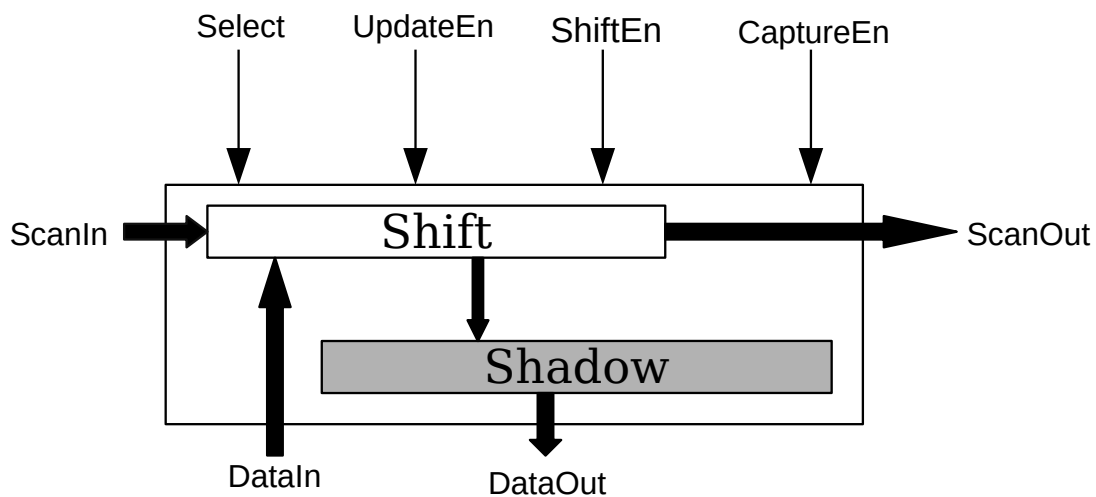 Select
UpdateEn
ShiftEn
CaptureEn
ScanIn
Shift
ScanOut
Shadow
DataIn
DataOut